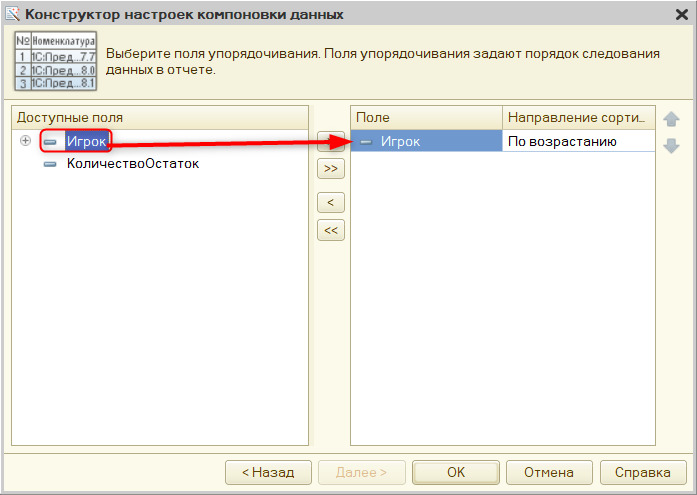 Конструктор настроек компоновки данных
№ Номенклатура
1 1С:Пред...7.7
2 1С:Пред...8.0
3 1С:Пред...8.1
Выберите поля упорядочивания. Поля упорядочивания задают порядок следования
данных в отчете.
Доступные поля
Игрок
КоличествоОстаток
>>
<
<<
Поле Направление сорти...
Игрок По возрастанию
< Назад Далее > OK Отмена Справка